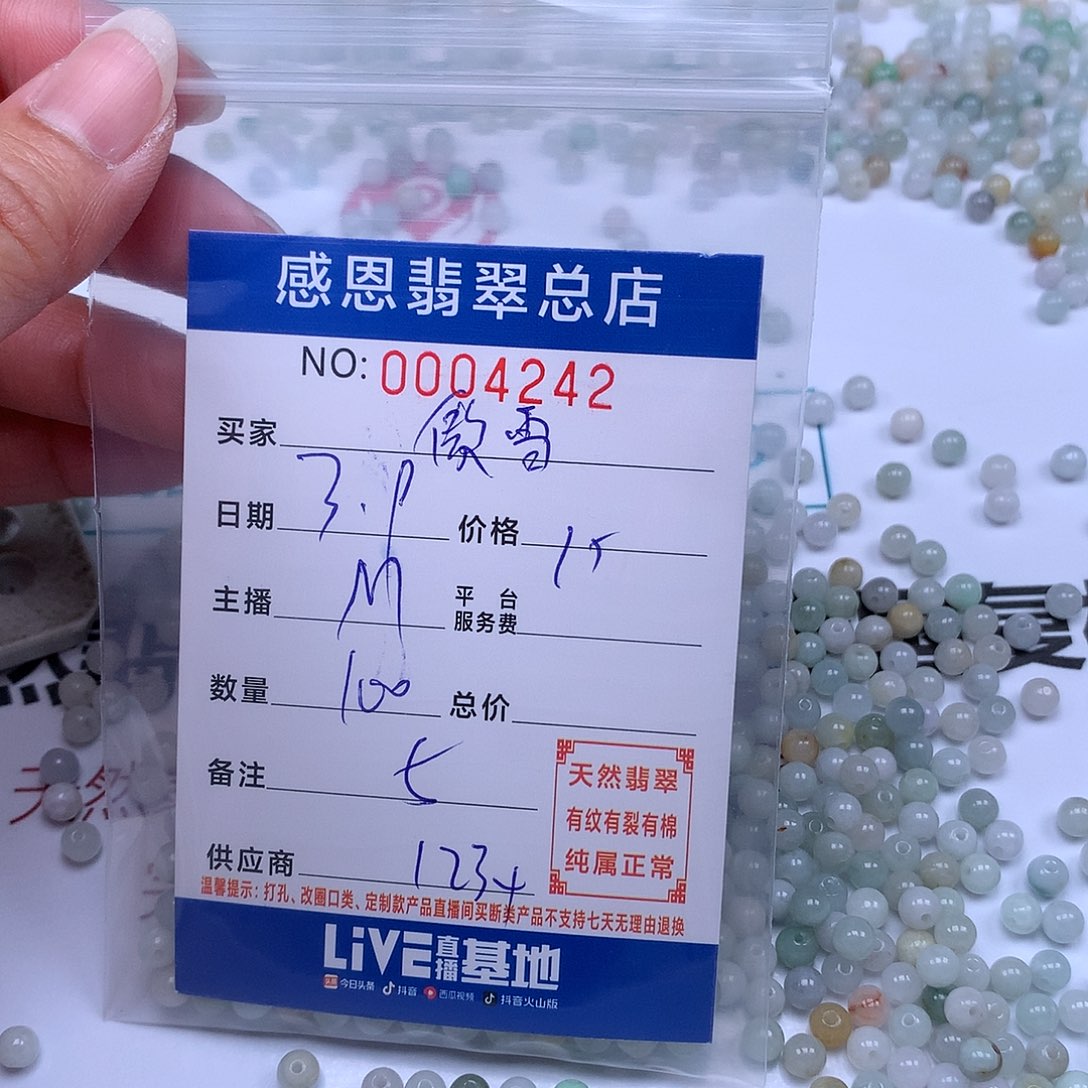 感恩翡翠总店
NO: 0004242
买家 傲雪
日期 3.9 价格 15
主播 M 平台服务费
数量 100 总价
备注
供应商 1234
天然翡翠
有纹有裂有棉
纯属正常
温馨提示：打孔、改圈口类、定制款产品直播间买断类产品不支持七天无理由退换
LiVE直播基地
今日头条 抖音 西瓜视频 抖音火山版